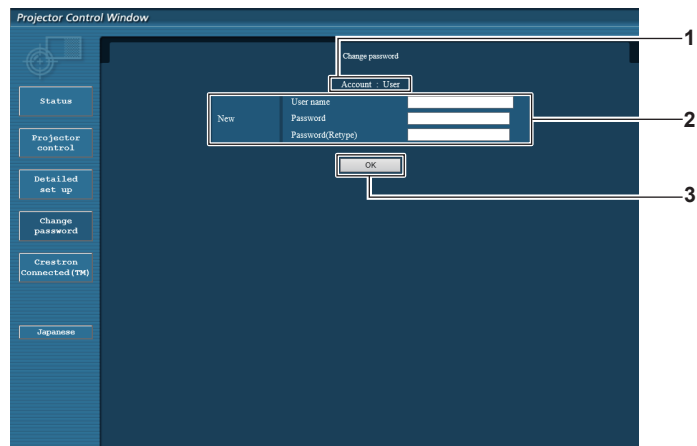 Projector Control Window
1
Change password
Account : User
Status
User name
New
Password
2
Password(Retype)
Projector
control
OK
Detailed
set up
3
Change
password
Crestron
Connected(TM)
Japanese